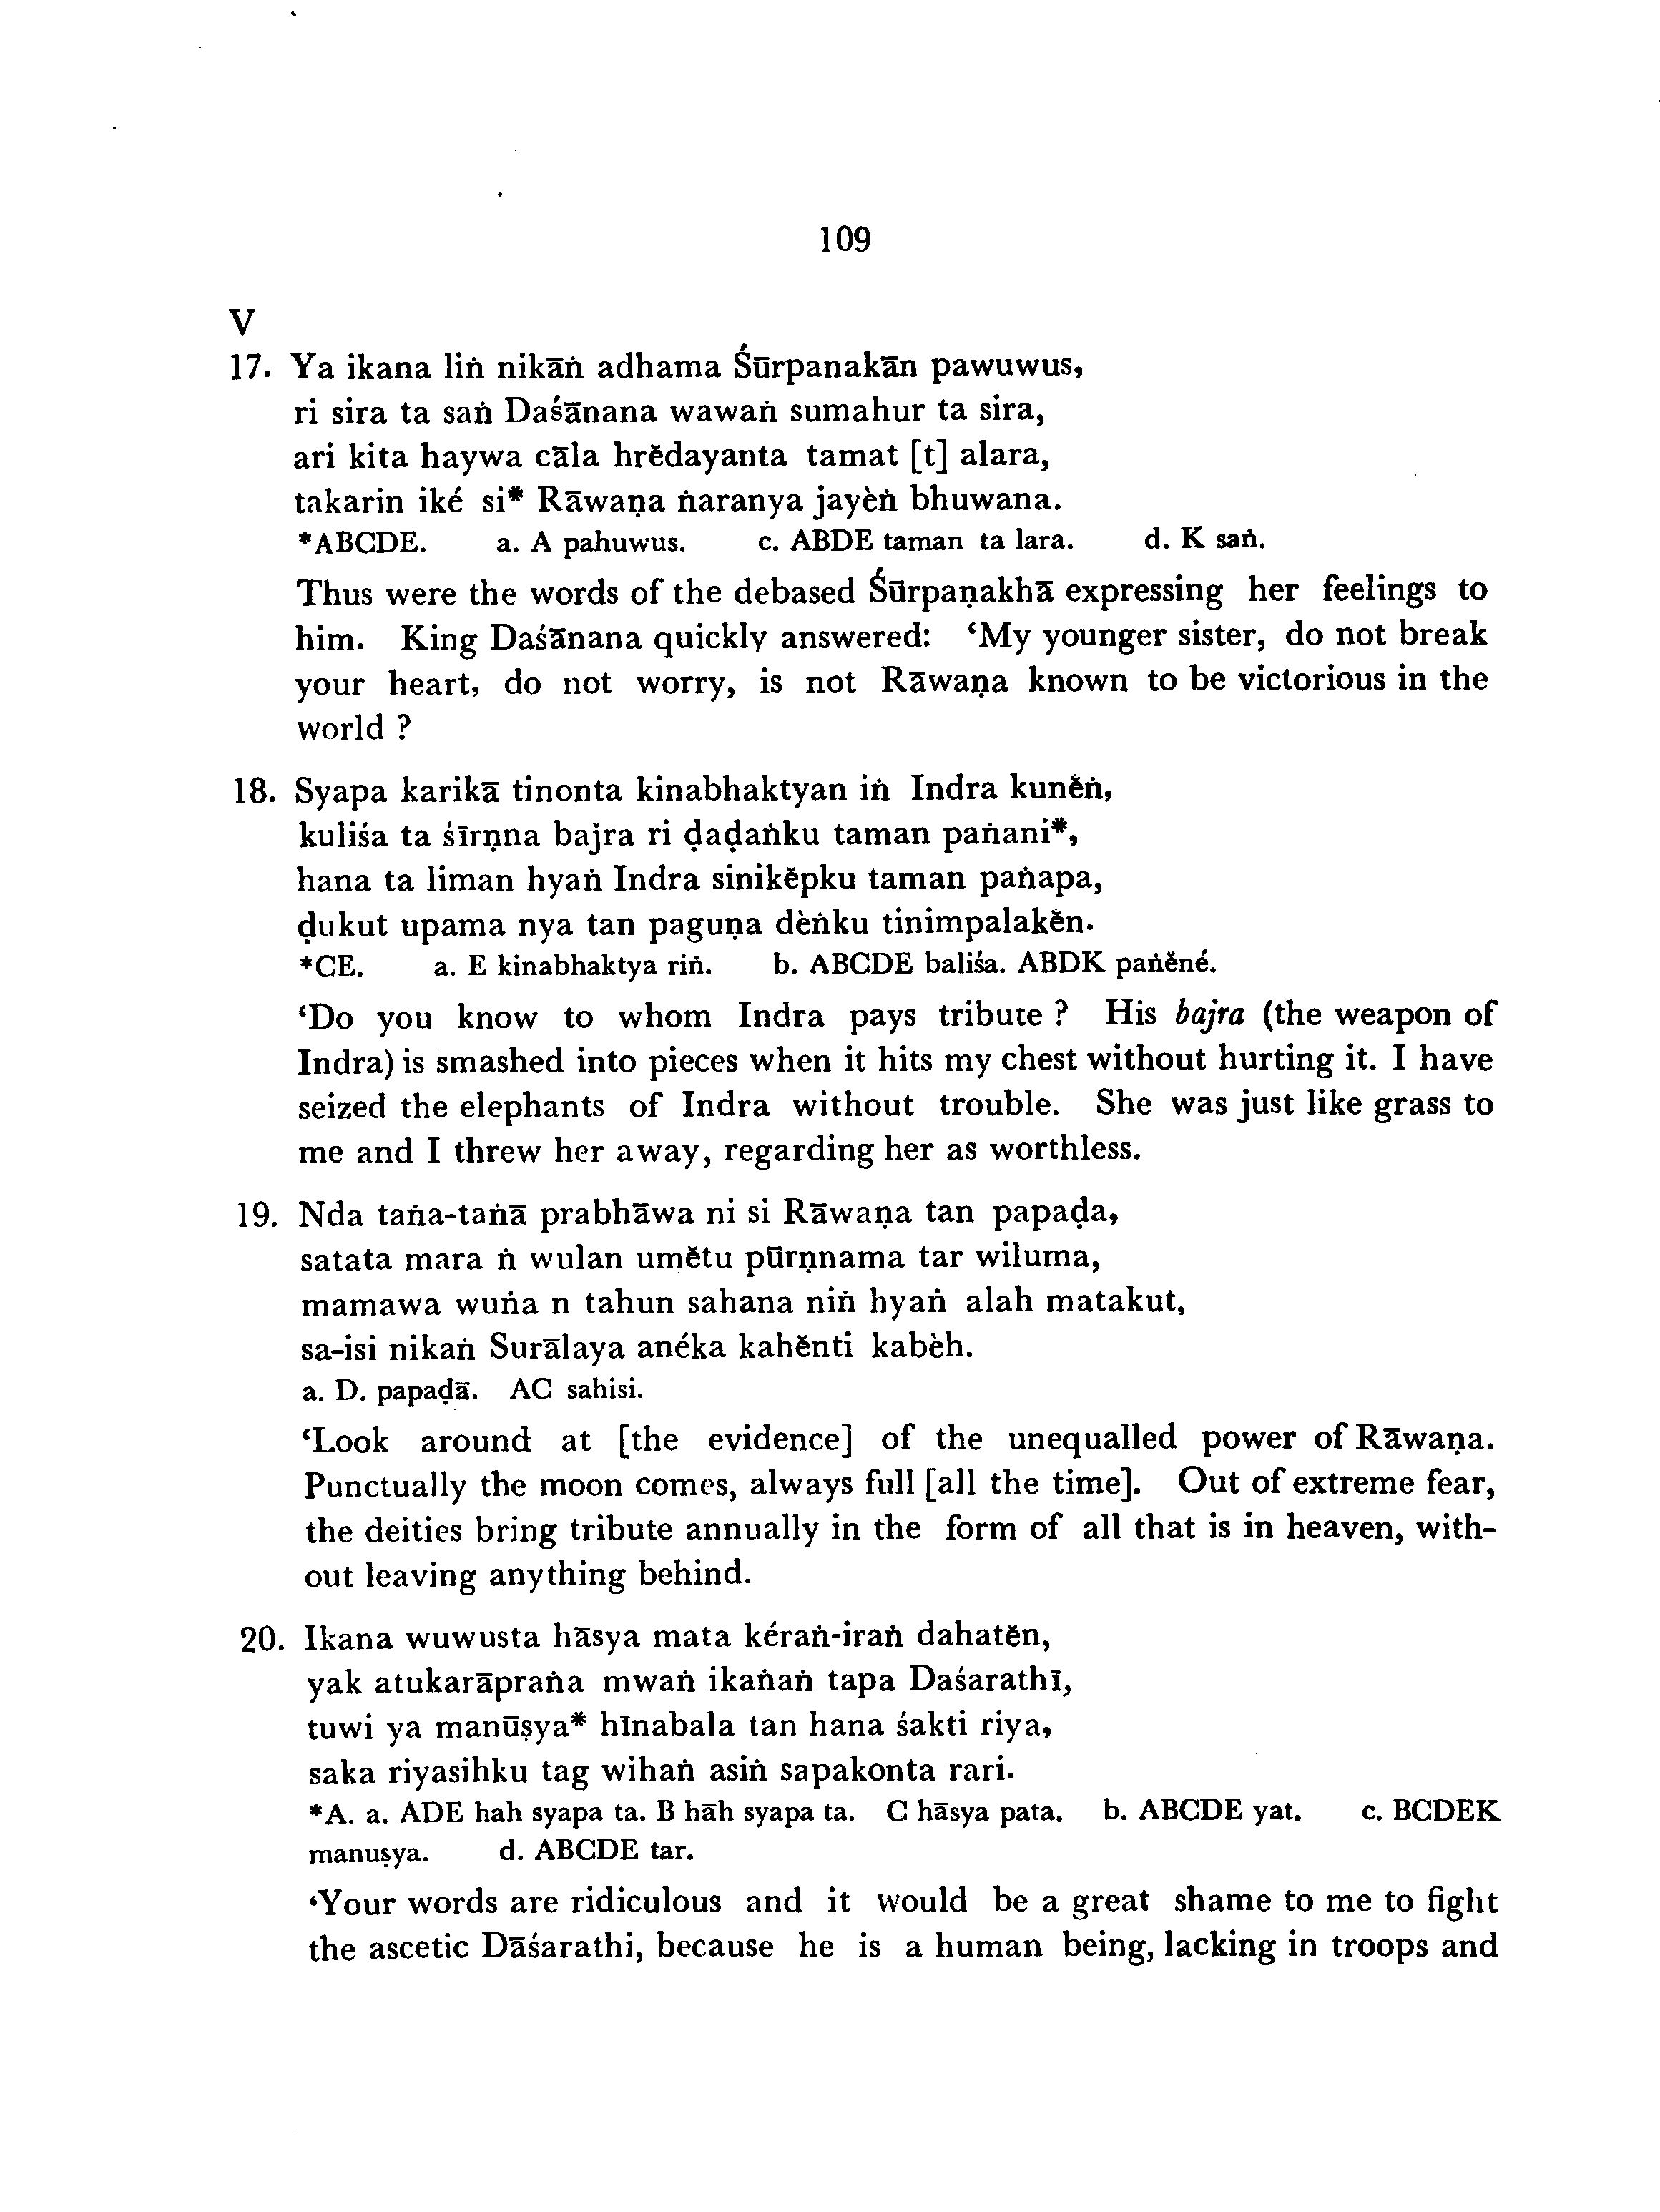 109
V
17. Ya ikana liṅ nikāṅ adhama Śūrpanakān pawuwus,
ri sira ta saṅ Daśānana wawaṅ sumahur ta sira,
ari kita haywa cāla hrĕdayanta tamat [t] alara,
takarin iké si* Rāwaṇa ṅaranya jayèṅ bhuwana.
*ABCDE. a. A pahuwus. c. ABDE taman ta lara. d. K saṅ.
Thus were the words of the debased Śūrpaṇakhā expressing her feelings to
him. King Daśānana quickly answered: ‘My younger sister, do not break
your heart, do not worry, is not Rāwaṇa known to be victorious in the
world ?
18. Syapa karikā tinonta kinabhaktyan iṅ Indra kunĕṅ,
kuliśa ta śīrṇna bajra ri ḍaḍaṅku taman paṅani*,
hana ta liman hyaṅ Indra sinikĕpku taman paṅapa,
ḍukut upama nya tan paguṇa dèṅku tinimpalakĕn.
*CE. a. E kinabhaktya riṅ. b. ABCDE baliśa. ABDK paṅĕné.
‘Do you know to whom Indra pays tribute ? His bajra (the weapon of
Indra) is smashed into pieces when it hits my chest without hurting it. I have
seized the elephants of Indra without trouble. She was just like grass to
me and I threw her away, regarding her as worthless.
19. Nda taṅa-taṅā prabhāwa ni si Rāwaṇa tan papaḍa,
satata mara ṅ wulan umĕtu pūrṇnama tar wiluma,
mamawa wuṅa n tahun sahana niṅ hyaṅ alah matakut,
sa-isi nikaṅ Surālaya anéka kahĕnti kabèh.
a. D. papaḍā. AC sahisi.
‘Look around at [the evidence] of the unequalled power of Rāwaṇa.
Punctually the moon comes, always full [all the time]. Out of extreme fear,
the deities bring tribute annually in the form of all that is in heaven, with-
out leaving anything behind.
20. Ikana wuwusta hāsya mata kéraṅ-iraṅ dahatĕn,
yak atukarāpraṅa mwaṅ ikaṅaṅ tapa Daśarathī,
tuwi ya manūṣya* hīnabala tan hana śakti riya,
saka riyasihku tag wihaṅ asiṅ sapakonta rari.
*A. a. ADE hah syapa ta. B hāh syapa ta. C hāsya pata. b. ABCDE yat. c. BCDEK
manuṣya. d. ABCDE tar.
‘Your words are ridiculous and it would be a great shame to me to fight
the ascetic Dāśarathi, because he is a human being, lacking in troops and